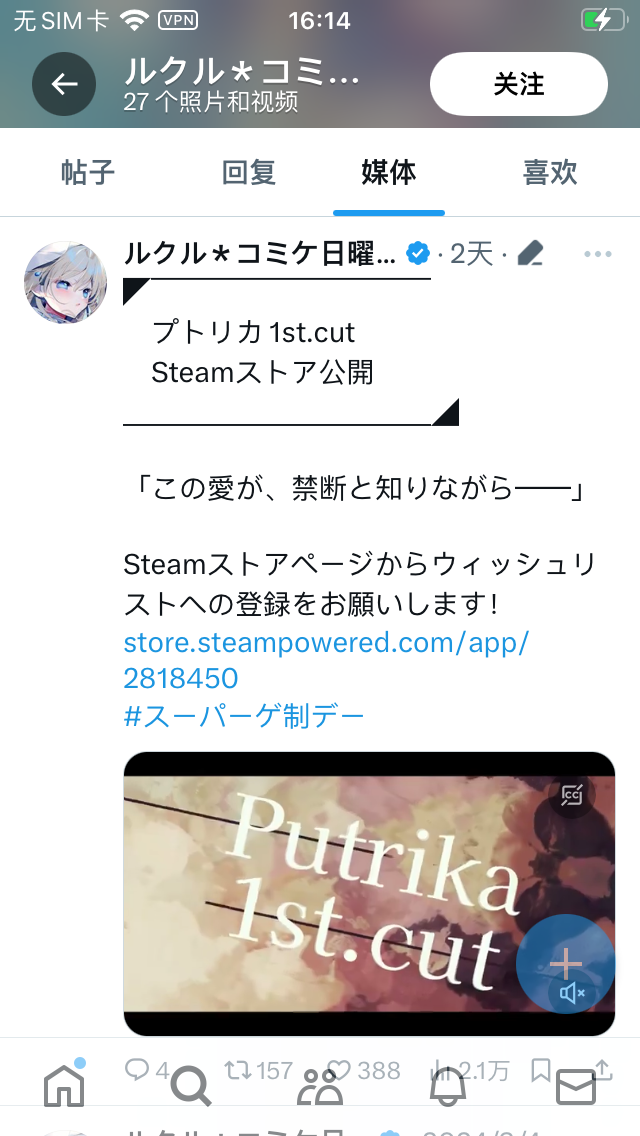 无SIM卡 VPN 16:14
ルクル＊コミ…
27 个照片和视频
关注
帖子 回复 媒体 喜欢
ルクル＊コミケ日曜… · 2天 ·
プトリカ 1st.cut
Steamストア公開
「この愛が、禁断と知りながら――」
Steamストアページからウィッシュリ
ストへの登録をお願いします！
store.steampowered.com/app/
2818450
#スーパーゲ制デー
CC
Putrika
1st.cut
4 157 388 2.1万